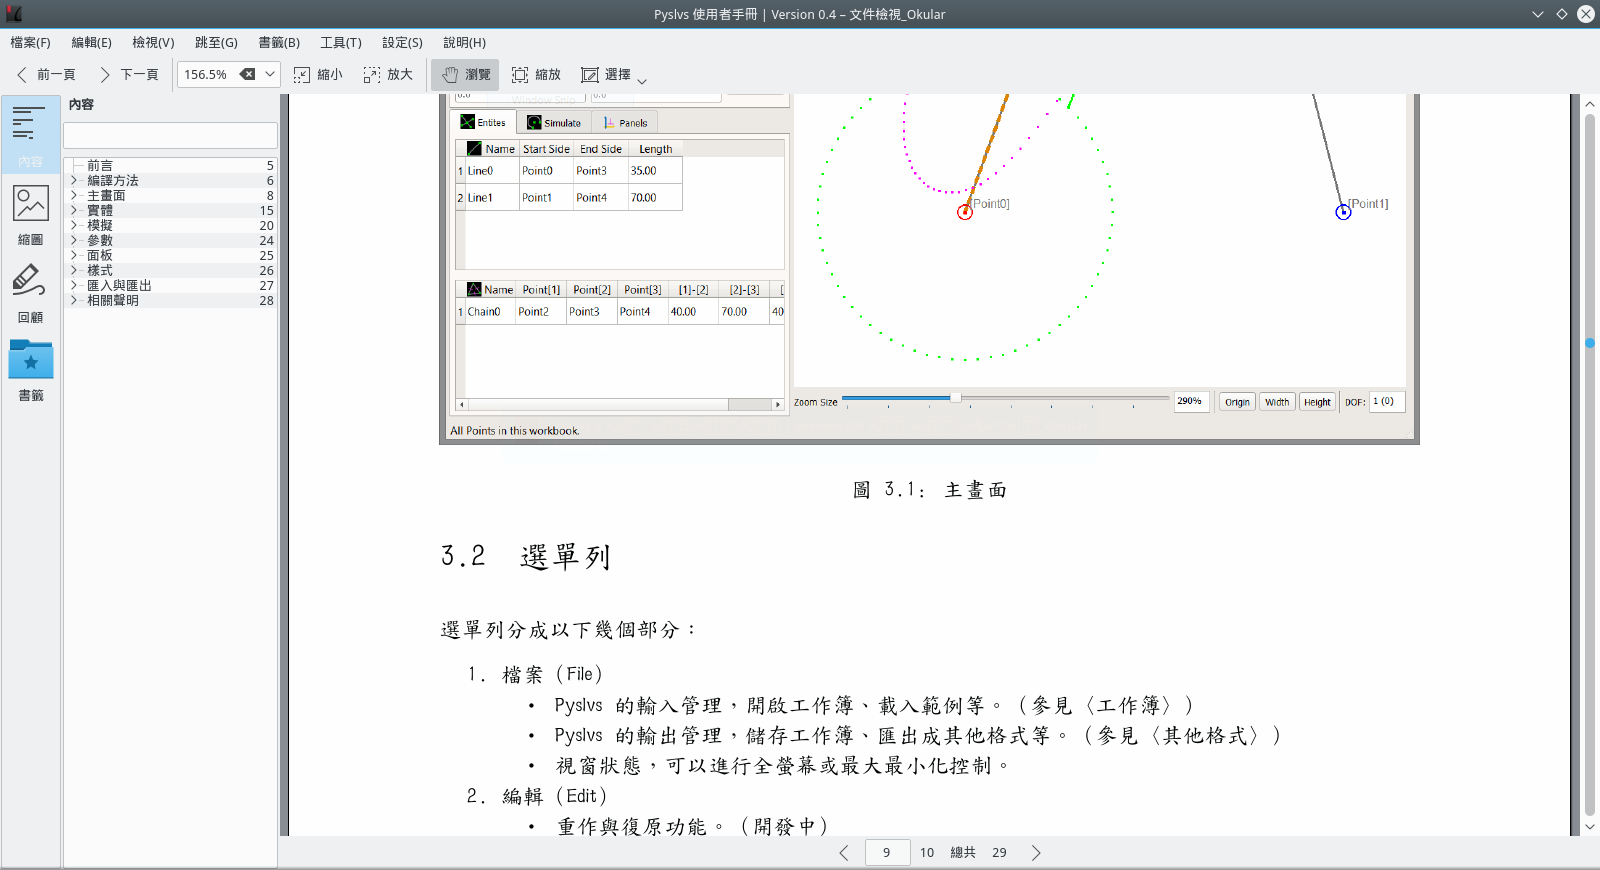 Pyslvs 使用者手冊 | Version 0.4 – 文件檢視_Okular
檔案(F) 編輯(E) 檢視(V) 跳至(G) 書籤(B) 工具(T) 設定(S) 說明(H)
前一頁 下一頁 156.5% 縮小 放大 瀏覽 縮放 選擇
內容
內容
縮圖
回顧
書籤
前言 5
編譯方法 6
主畫面 8
實體 15
模擬 20
參數 24
面板 25
樣式 26
匯入與匯出 27
相關聲明 28
0.0 Window Snip 0.0
Entites Simulate Panels
Name Start Side End Side Length
1 Line0 Point0 Point3 35.00
2 Line1 Point1 Point4 70.00
Name Point[1] Point[2] Point[3] [1]-[2] [2]-[3] [
1 Chain0 Point2 Point3 Point4 40.00 70.00 40
[Point0]
[Point1]
Zoom Size 290% Origin Width Height DOF: 1 (0)
All Points in this workbook.
圖 3.1: 主畫面
3.2 選單列
選單列分成以下幾個部分：
1. 檔案 (File)
• Pyslvs 的輸入管理，開啟工作簿、載入範例等。（參見〈工作簿〉）
• Pyslvs 的輸出管理，儲存工作簿、匯出成其他格式等。（參見〈其他格式〉）
• 視窗狀態，可以進行全螢幕或最大最小化控制。
2. 編輯 (Edit)
• 重作與復原功能。（開發中）
9 10 總共 29